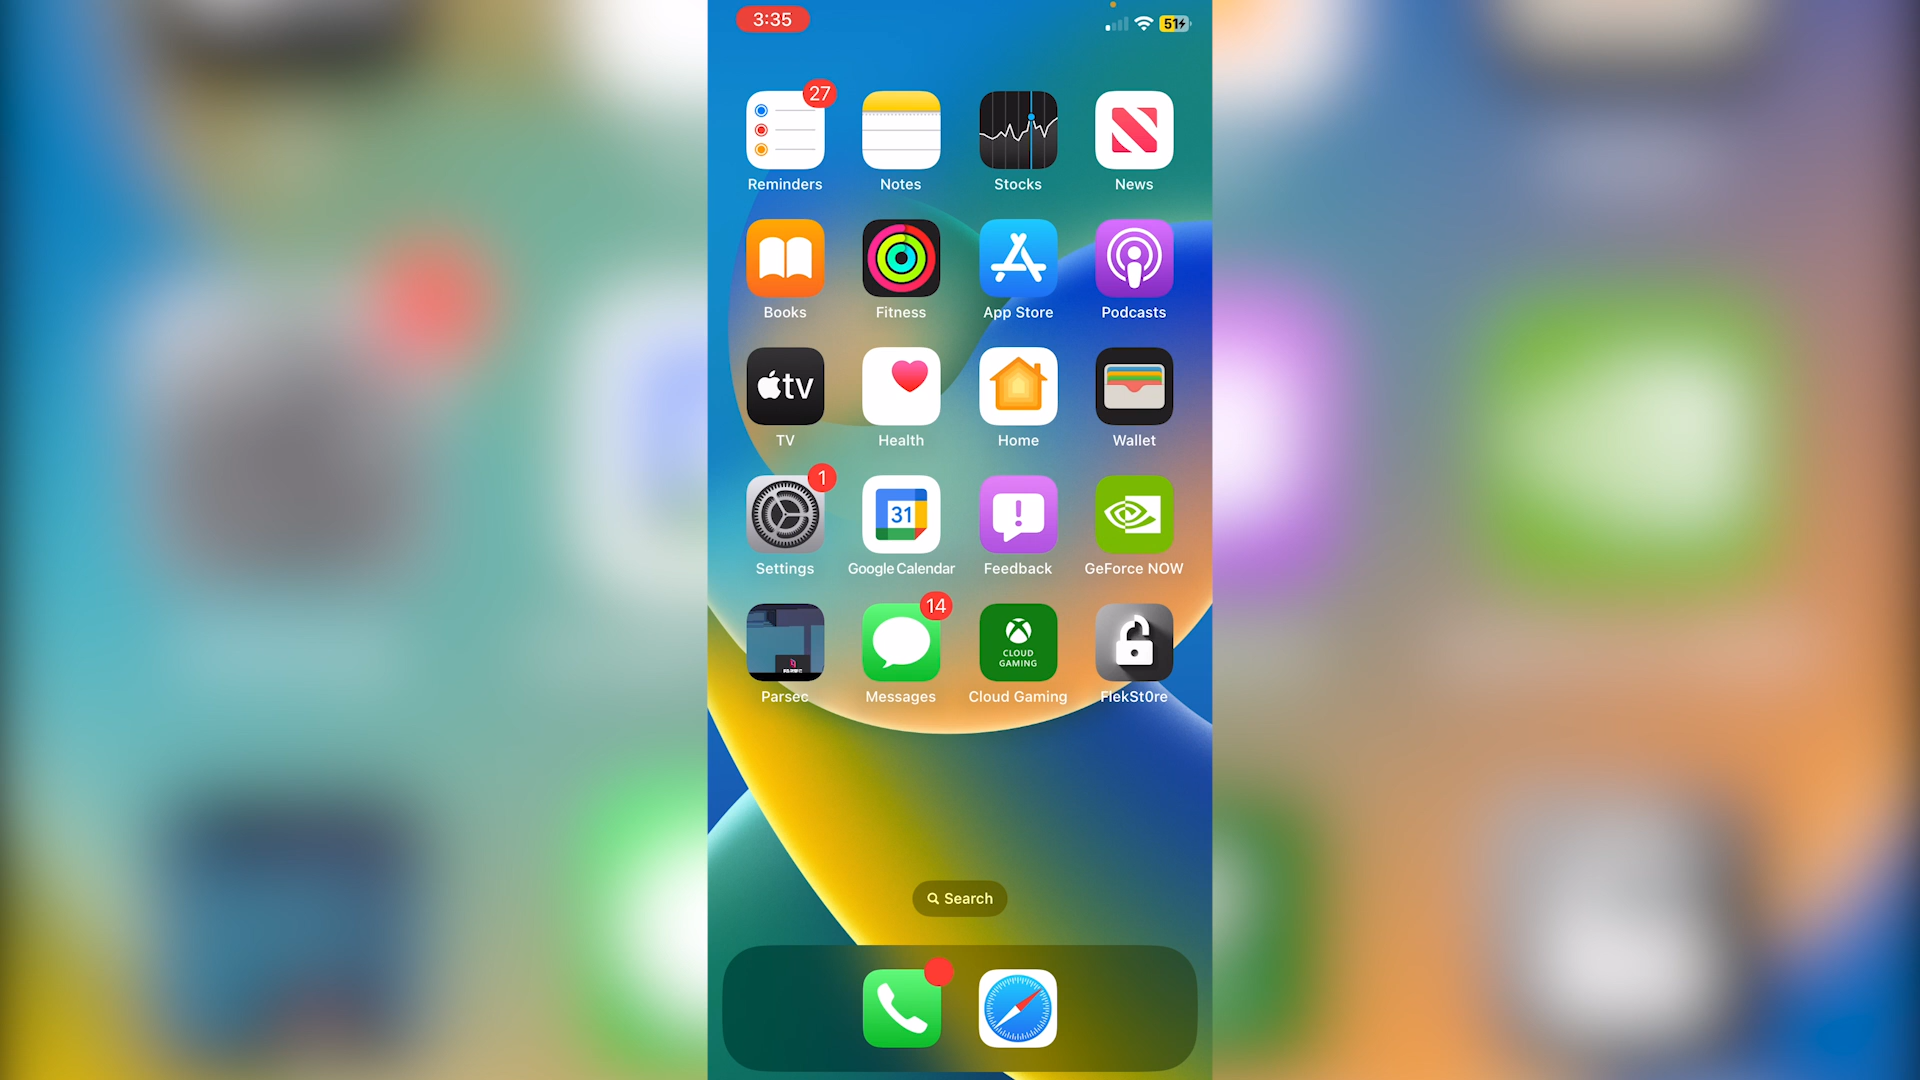 3:35
51
27
Reminders
Notes
Stocks
News
Books
Fitness
App Store
Podcasts
tv
TV
Health
Home
Wallet
1
31
Settings
Google Calendar
Feedback
GeForce NOW
14
CLOUD
GAMING
Parsec
Messages
Cloud Gaming
FlekSt0re
Search